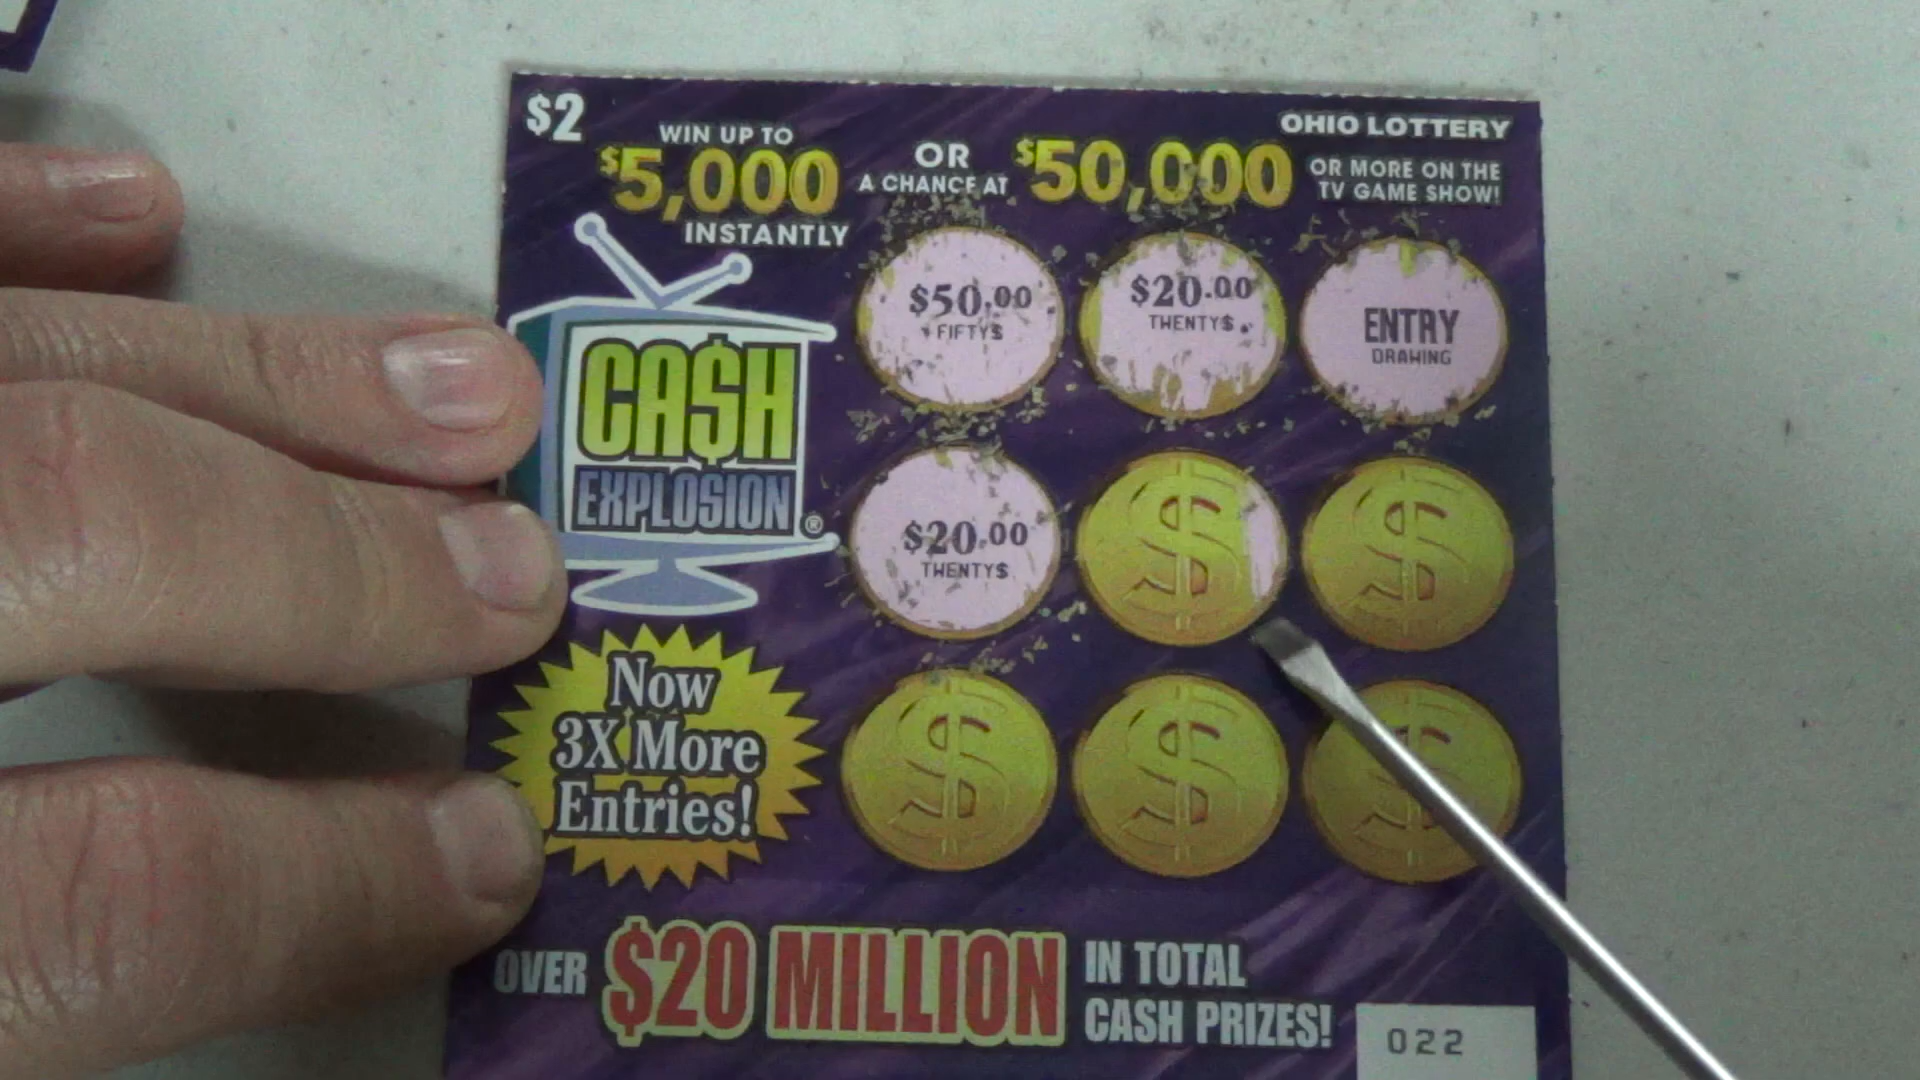 $2
WIN UP TO
$5,000
INSTANTLY
OR
A CHANCE AT
$50,000
OHIO LOTTERY
OR MORE ON THE
TV GAME SHOW!
$50.00
FIFTY$
$20.00
TWENTY$
ENTRY
DRAWING
CA$H
EXPLOSION®
$20.00
TWENTY$
$
$
Now
3X More
Entries!
$
$
$
OVER $20 MILLION
IN TOTAL
CASH PRIZES!
022